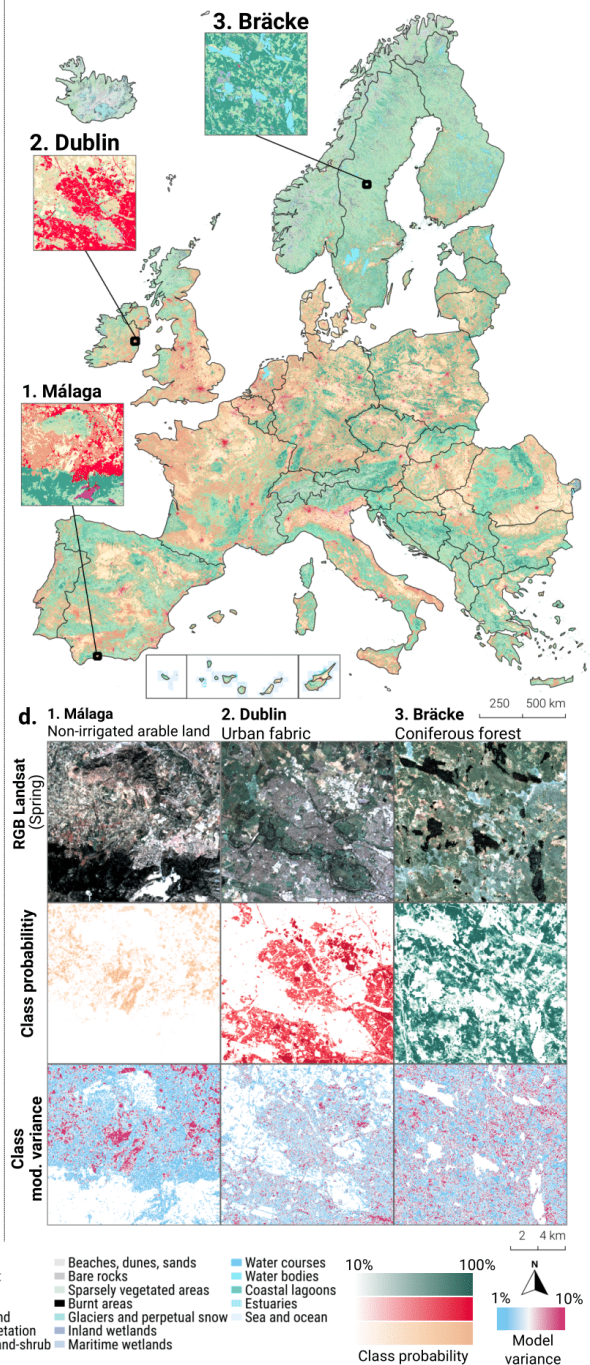 3. Bräcke
2. Dublin
1. Málaga
250 500 km
d. 1. Málaga 2. Dublin 3. Bräcke
Non-irrigated arable land Urban fabric Coniferous forest
RGB Landsat
(Spring)
Class probabilitiy
Class
mod. variance
2 4 km
Beaches, dunes, sands
Bare rocks
Sparsely vegetated areas
Burnt areas
Glaciers and perpetual snow
Inland wetlands
Maritime wetlands
Water courses
Water bodies
Coastal lagoons
Estuaries
Sea and ocean
10% 100%
Class probability
N
1% 10%
Model
variance